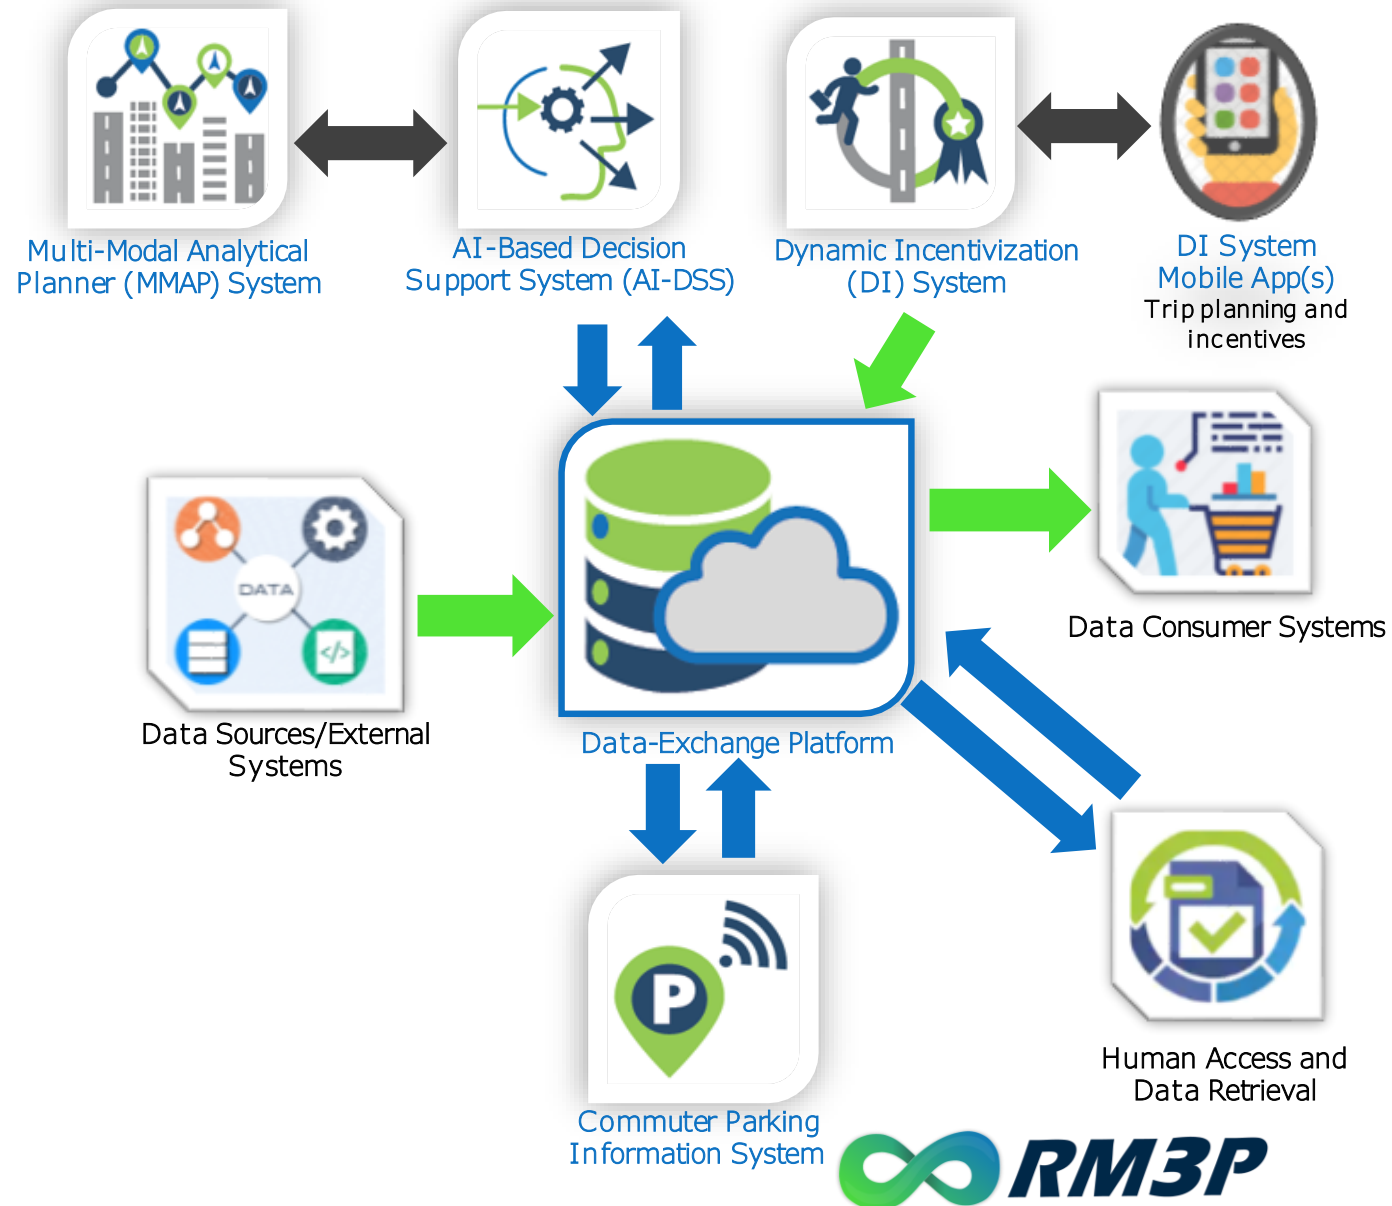 Multi-Modal Analytical
Planner (MMAP) System
AI-Based Decision
Support System (AI-DSS)
Dynamic Incentivization
(DI) System
DI System
Mobile App(s)
Trip planning and
incentives
DATA
</>
Data Sources/External
Systems
Data-Exchange Platform
Data Consumer Systems
P
Commuter Parking
Information System
Human Access and
Data Retrieval
RM3P